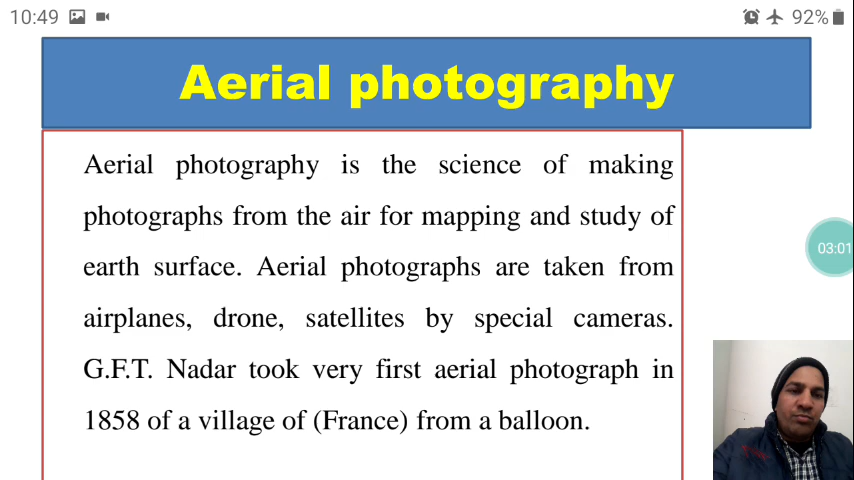 10:49
92%
Aerial photography
Aerial photography is the science of making
photographs from the air for mapping and study of
earth surface. Aerial photographs are taken from
airplanes, drone, satellites by special cameras.
G.F.T. Nadar took very first aerial photograph in
1858 of a village of (France) from a balloon.
03:01